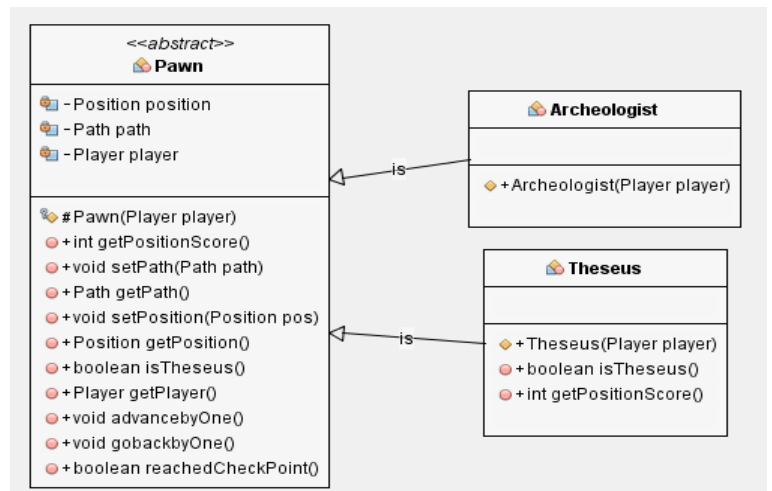 <<abstract>>
Pawn
-Position position
-Path path
-Player player
#Pawn(Player player)
+int getPositionScore()
+void setPath(Path path)
+Path getPath()
+void setPosition(Position pos)
+Position getPosition()
+boolean isTheseus()
+Player getPlayer()
+void advancebyOne()
+void gobackbyOne()
+boolean reachedCheckPoint()
is
is
Archeologist
+Archeologist(Player player)
Theseus
+Theseus(Player player)
+boolean isTheseus()
+int getPositionScore()